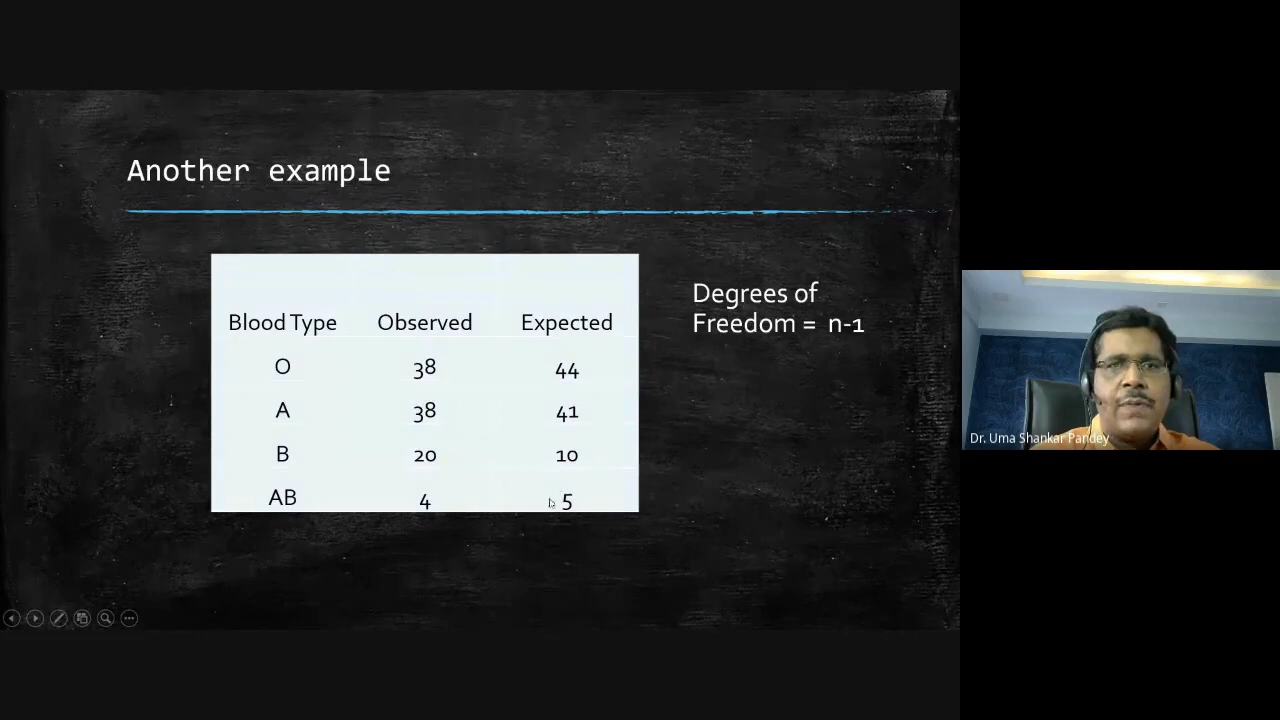 Another example
Blood Type Observed Expected
O 38 44
A 38 41
B 20 10
AB 4 5
Degrees of
Freedom = n-1
Dr. Uma Shankar Pandey